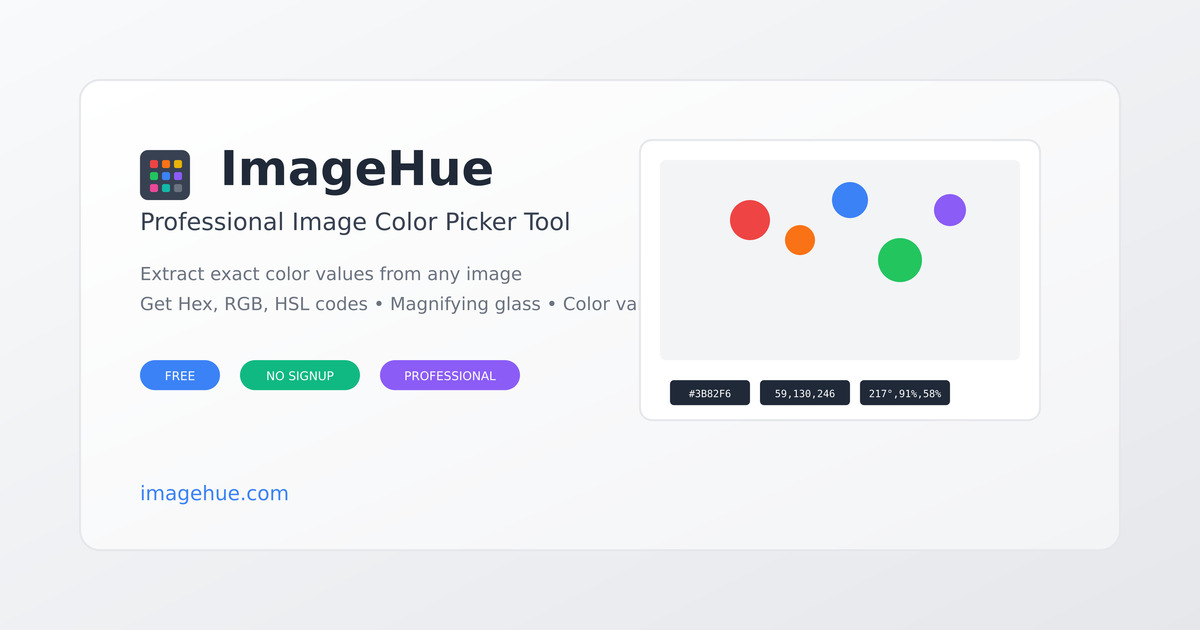 ImageHue
Professional Image Color Picker Tool
Extract exact color values from any image
Get Hex, RGB, HSL codes • Magnifying glass • Color va
FREE
NO SIGNUP
PROFESSIONAL
#3B82F6
59,130,246
217°,91%,58%
imagehue.com